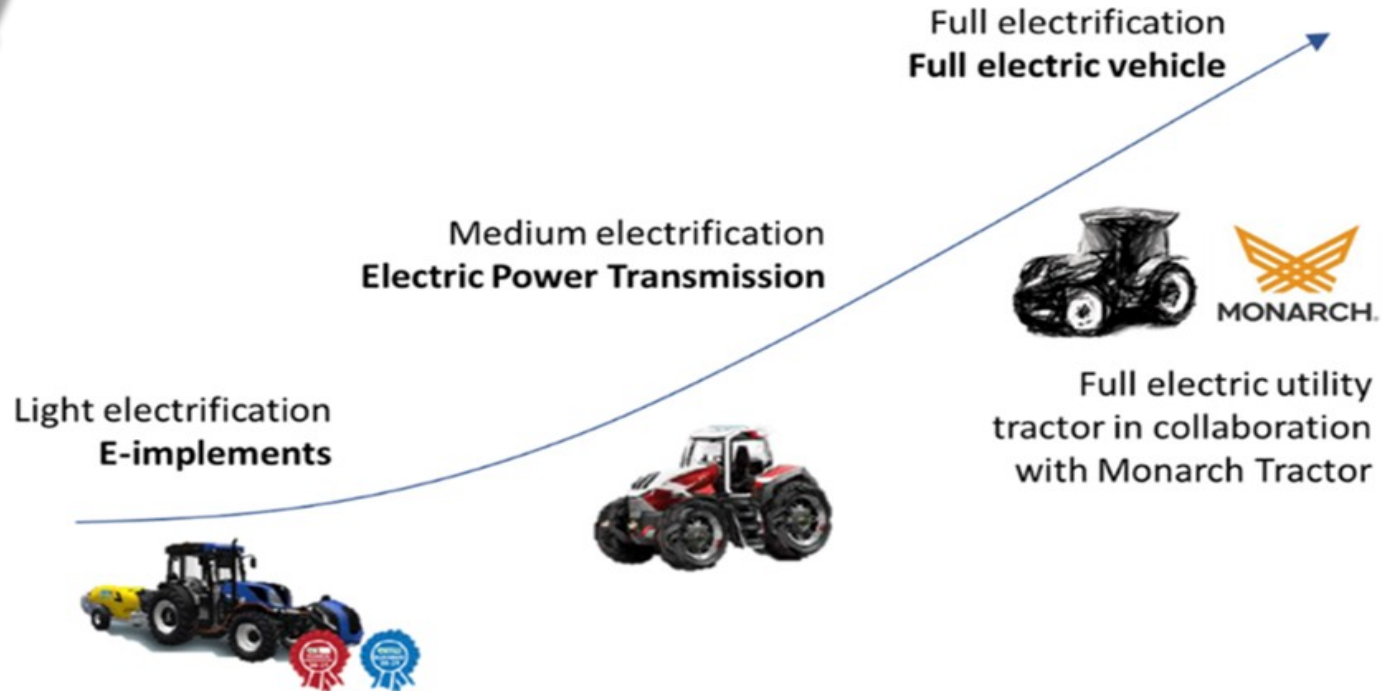 Full electrification
Full electric vehicle
Medium electrification
Electric Power Transmission
MONARCH
Full electric utility
tractor in collaboration
with Monarch Tractor
Light electrification
E-implements